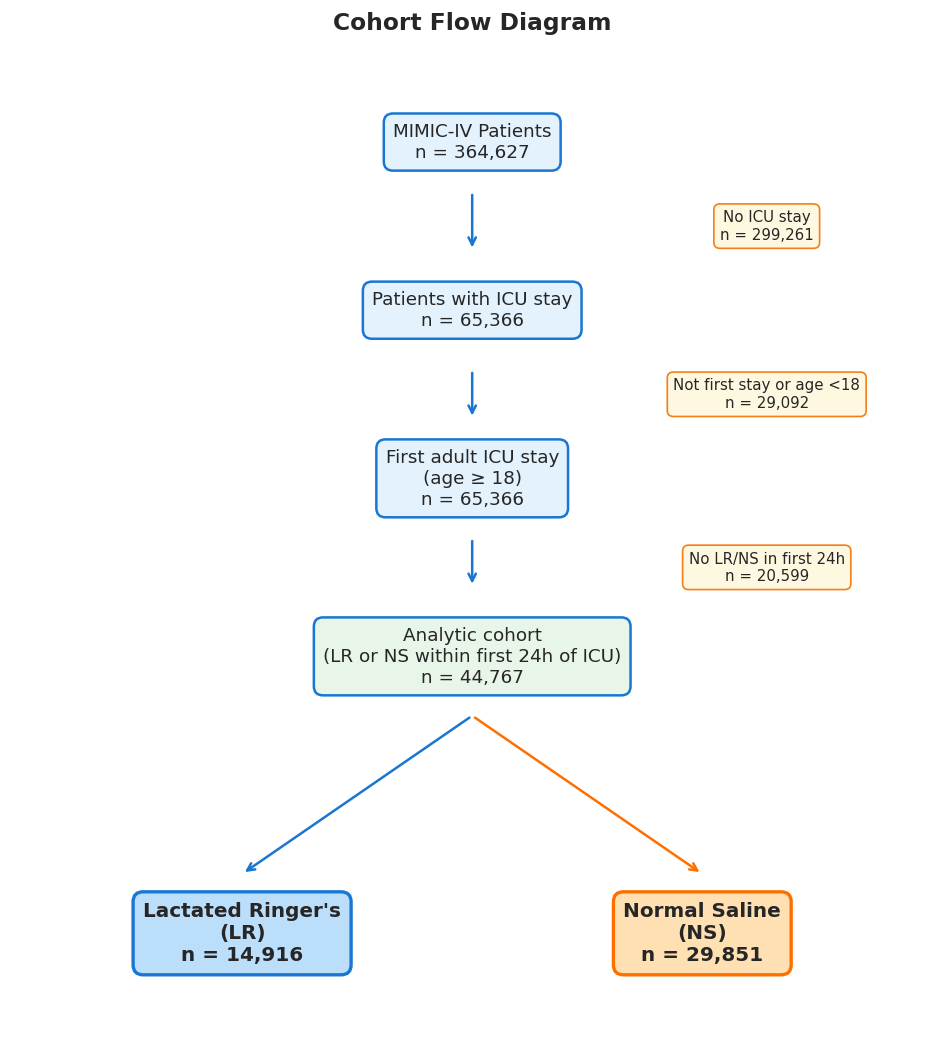 Cohort Flow Diagram
MIMIC-IV Patients
n = 364,627
No ICU stay
n = 299,261
Patients with ICU stay
n = 65,366
Not first stay or age <18
n = 29,092
First adult ICU stay
(age ≥ 18)
n = 65,366
No LR/NS in first 24h
n = 20,599
Analytic cohort
(LR or NS within first 24h of ICU)
n = 44,767
Lactated Ringer's
(LR)
n = 14,916
Normal Saline
(NS)
n = 29,851